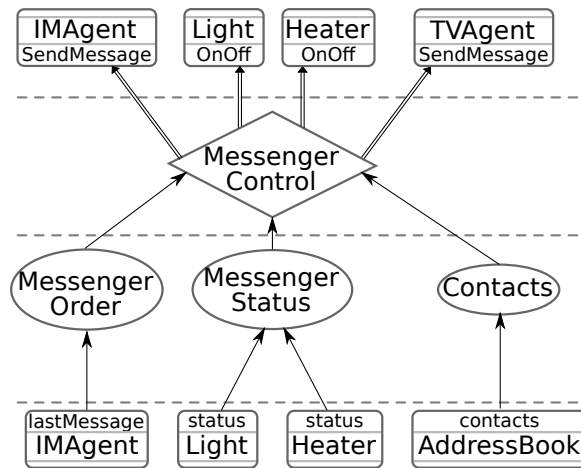 IMAgent
SendMessage
Light
OnOff
Heater
OnOff
TVAgent
SendMessage
Messenger
Control
Messenger
Order
Messenger
Status
Contacts
lastMessage
IMAgent
status
Light
status
Heater
contacts
AddressBook